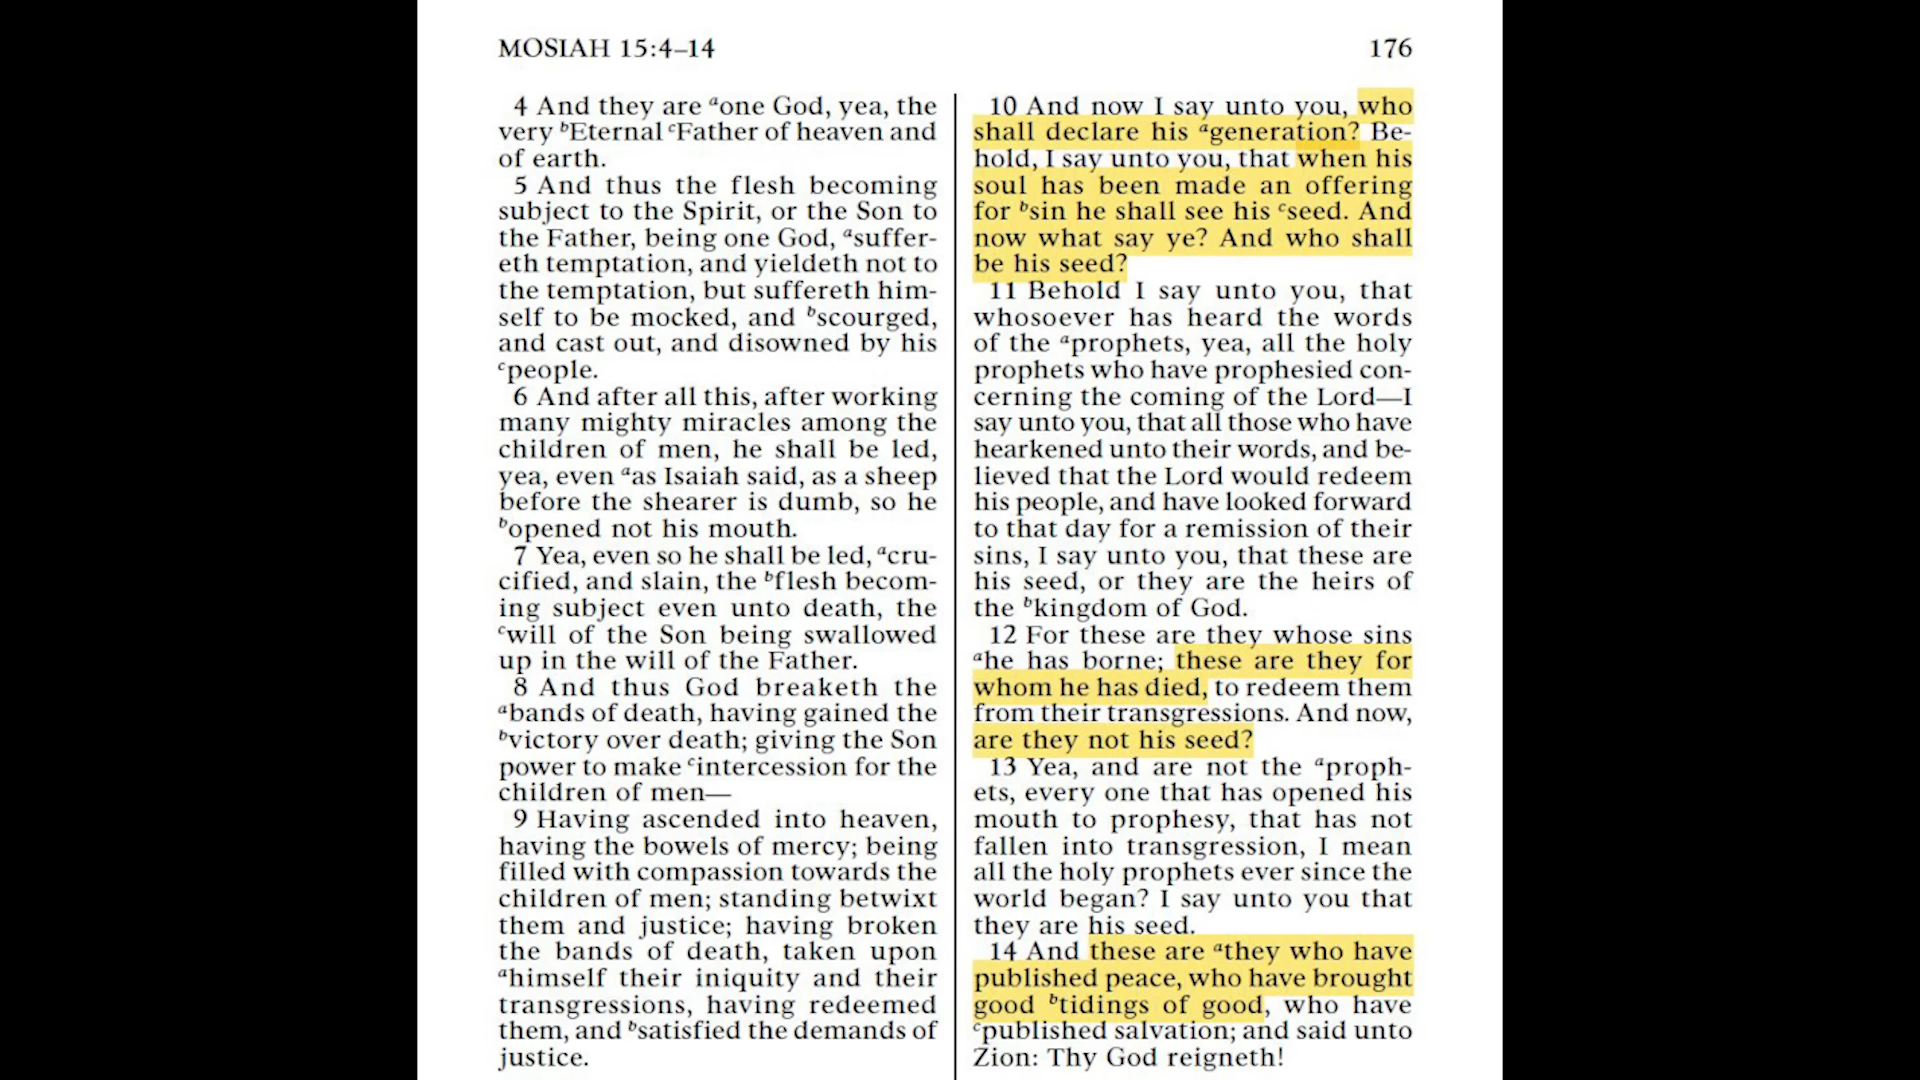 MOSIAH 15:4–14
176
4 And they are ᵃone God, yea, the
very ᵇEternal ᶜFather of heaven and
of earth.
5 And thus the flesh becoming
subject to the Spirit, or the Son to
the Father, being one God, ᵃsuffer-
eth temptation, and yieldeth not to
the temptation, but suffereth him-
self to be mocked, and ᵇscourged,
and cast out, and disowned by his
ᶜpeople.
6 And after all this, after working
many mighty miracles among the
children of men, he shall be led,
yea, even ᵃas Isaiah said, as a sheep
before the shearer is dumb, so he
ᵇopened not his mouth.
7 Yea, even so he shall be led, ᵃcru-
cified, and slain, the ᵇflesh becom-
ing subject even unto death, the
ᶜwill of the Son being swallowed
up in the will of the Father.
8 And thus God breaketh the
ᵃbands of death, having gained the
ᵇvictory over death; giving the Son
power to make ᶜintercession for the
children of men—
9 Having ascended into heaven,
having the bowels of mercy; being
filled with compassion towards the
children of men; standing betwixt
them and justice; having broken
the bands of death, taken upon
ᵃhimself their iniquity and their
transgressions, having redeemed
them, and ᵇsatisfied the demands of
justice.
10 And now I say unto you, who
shall declare his ᵃgeneration? Be-
hold, I say unto you, that when his
soul has been made an offering
for ᵇsin he shall see his ᶜseed. And
now what say ye? And who shall
be his seed?
11 Behold I say unto you, that
whosoever has heard the words
of the ᵃprophets, yea, all the holy
prophets who have prophesied con-
cerning the coming of the Lord—I
say unto you, that all those who have
hearkened unto their words, and be-
lieved that the Lord would redeem
his people, and have looked forward
to that day for a remission of their
sins, I say unto you, that these are
his seed, or they are the heirs of
the ᵇkingdom of God.
12 For these are they whose sins
ᵃhe has borne; these are they for
whom he has died, to redeem them
from their transgressions. And now,
are they not his seed?
13 Yea, and are not the ᵃproph-
ets, every one that has opened his
mouth to prophesy, that has not
fallen into transgression, I mean
all the holy prophets ever since the
world began? I say unto you that
they are his seed.
14 And these are ᵃthey who have
published peace, who have brought
good ᵇtidings of good, who have
ᶜpublished salvation; and said unto
Zion: Thy God reigneth!